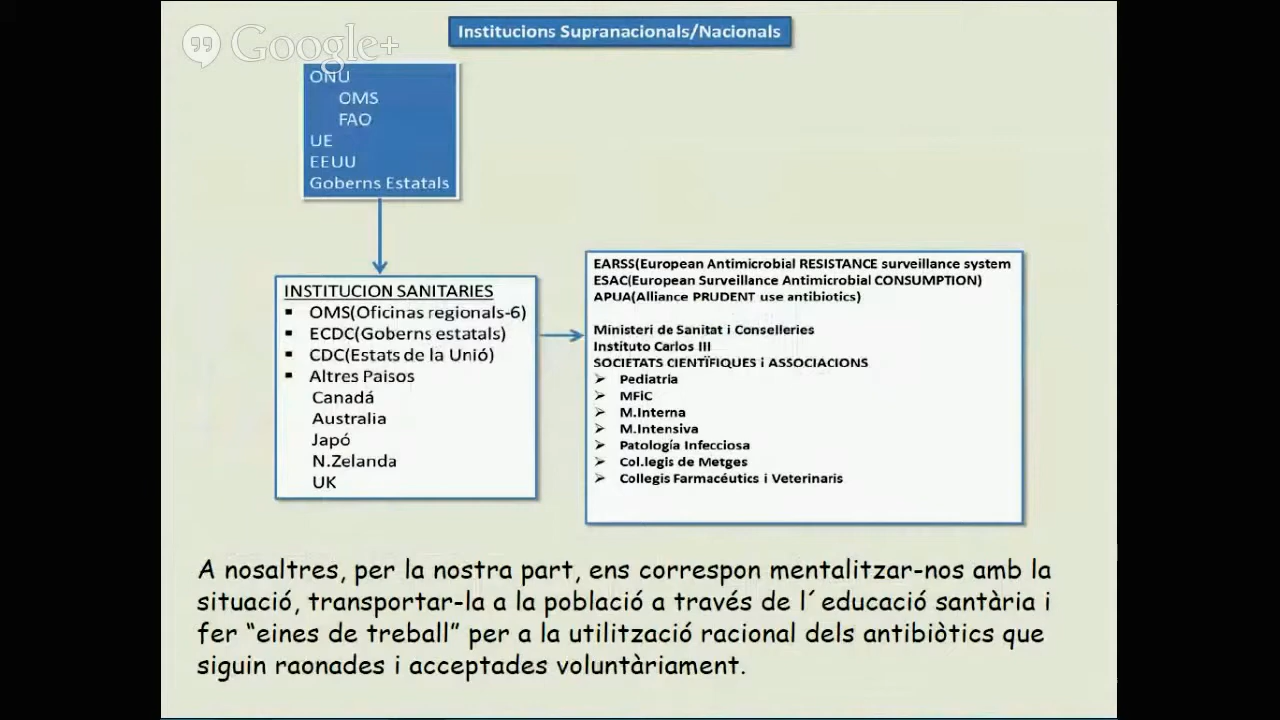 Google+
Institucions Supranacionals/Nacionals
ONU
OMS
FAO
UE
EEUU
Goberns Estatals
INSTITUCION SANITARIES
▪ OMS(Oficinas regionals-6)
▪ ECDC(Goberns estatals)
▪ CDC(Estats de la Unió)
▪ Altres Paisos
Canadá
Australia
Japó
N.Zelanda
UK
EARSS(European Antimicrobial RESISTANCE surveillance system
ESAC(European Surveillance Antimicrobial CONSUMPTION)
APUA(Alliance PRUDENT use antibiotics)
Ministeri de Sanitat i Conselleries
Instituto Carlos III
SOCIETATS CIENTÏFIQUES i ASSOCIACIONS
➢ Pediatria
➢ MFiC
➢ M.Interna
➢ M.Intensiva
➢ Patología Infecciosa
➢ Col.legis de Metges
➢ Collegis Farmacéutics i Veterinaris
A nosaltres, per la nostra part, ens correspon mentalitzar-nos amb la
situació, transportar-la a la població a través de l´educació santària i
fer “eines de treball” per a la utilització racional dels antibiòtics que
siguin raonades i acceptades voluntàriament.